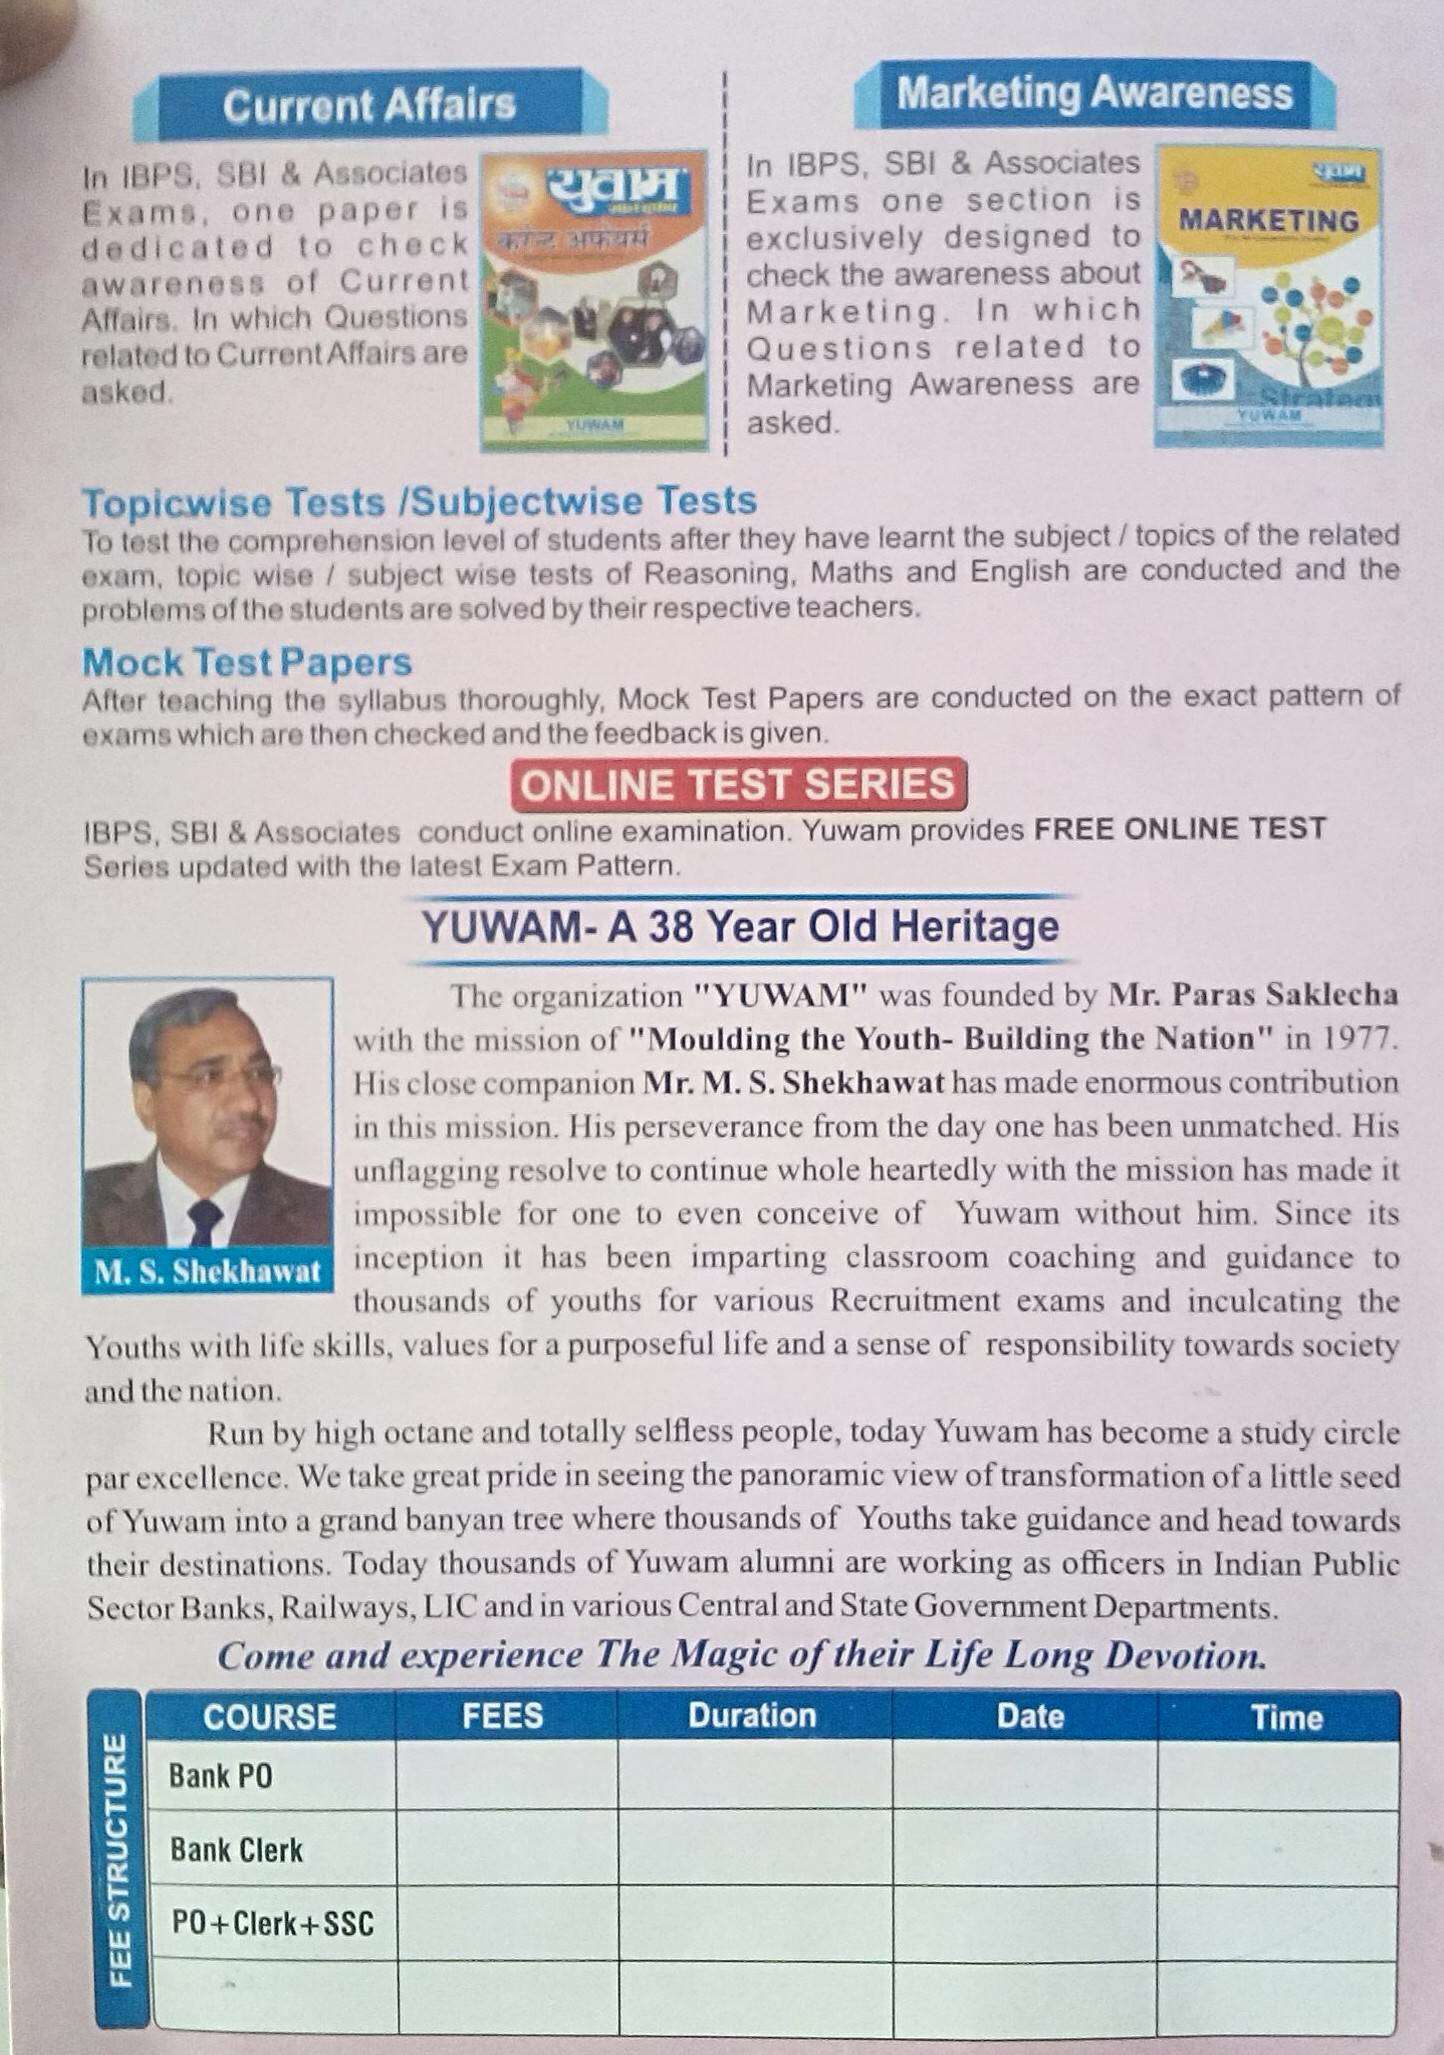 Current Affairs
In IBPS, SBI & Associates
Exams, one paper is
dedicated to check
awareness of Current
Affairs. In which Questions
related to Current Affairs are
asked.
युवाम
करेन्ट अफेयर्स
YUWAM
Marketing Awareness
In IBPS, SBI & Associates
Exams one section is
exclusively designed to
check the awareness about
Marketing. In which
Questions related to
Marketing Awareness are
asked.
युवाम
MARKETING
YUWAM
Topicwise Tests /Subjectwise Tests
To test the comprehension level of students after they have learnt the subject / topics of the related
exam, topic wise / subject wise tests of Reasoning, Maths and English are conducted and the
problems of the students are solved by their respective teachers.
Mock Test Papers
After teaching the syllabus thoroughly, Mock Test Papers are conducted on the exact pattern of
exams which are then checked and the feedback is given.
ONLINE TEST SERIES
IBPS, SBI & Associates conduct online examination. Yuwam provides FREE ONLINE TEST
Series updated with the latest Exam Pattern.
YUWAM- A 38 Year Old Heritage
The organization "YUWAM" was founded by Mr. Paras Saklecha
with the mission of "Moulding the Youth- Building the Nation" in 1977.
His close companion Mr. M. S. Shekhawat has made enormous contribution
in this mission. His perseverance from the day one has been unmatched. His
unflagging resolve to continue whole heartedly with the mission has made it
impossible for one to even conceive of Yuwam without him. Since its
inception it has been imparting classroom coaching and guidance to
thousands of youths for various Recruitment exams and inculcating the
Youths with life skills, values for a purposeful life and a sense of responsibility towards society
and the nation.
M. S. Shekhawat
Run by high octane and totally selfless people, today Yuwam has become a study circle
par excellence. We take great pride in seeing the panoramic view of transformation of a little seed
of Yuwam into a grand banyan tree where thousands of Youths take guidance and head towards
their destinations. Today thousands of Yuwam alumni are working as officers in Indian Public
Sector Banks, Railways, LIC and in various Central and State Government Departments.
Come and experience The Magic of their Life Long Devotion.
FEE STRUCTURE
COURSE FEES Duration Date Time
Bank PO
Bank Clerk
PO+Clerk+SSC